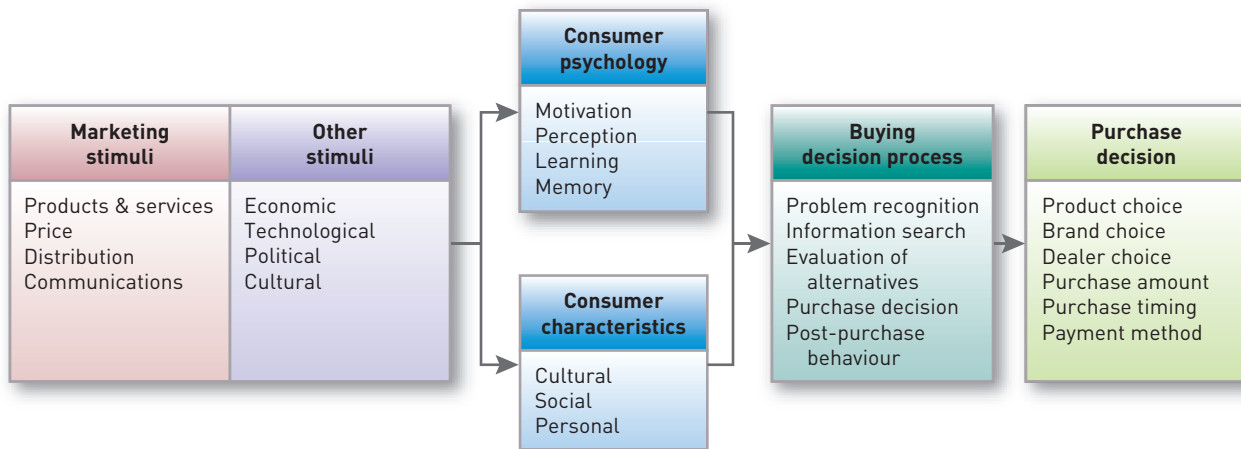 Marketing
stimuli
Products & services
Price
Distribution
Communications
Other
stimuli
Economic
Technological
Political
Cultural
Consumer
psychology
Motivation
Perception
Learning
Memory
Consumer
characteristics
Cultural
Social
Personal
Buying
decision process
Problem recognition
Information search
Evaluation of
alternatives
Purchase decision
Post-purchase
behaviour
Purchase
decision
Product choice
Brand choice
Dealer choice
Purchase amount
Purchase timing
Payment method